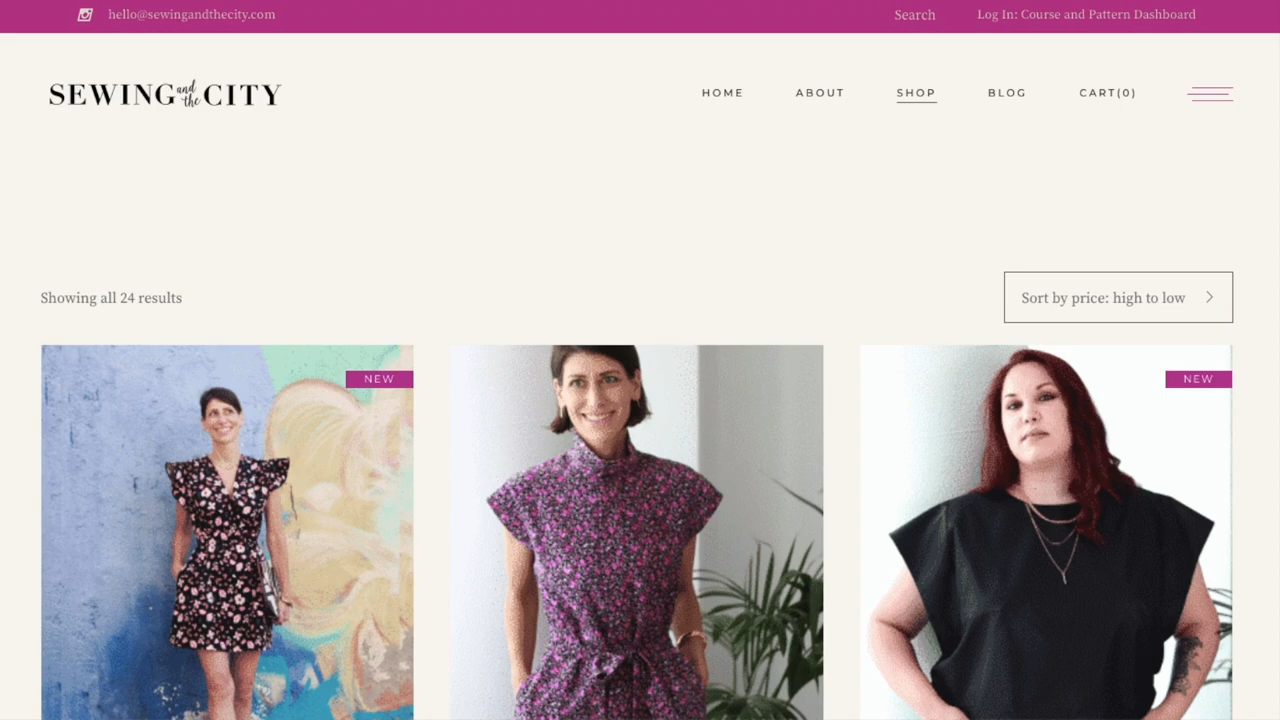 hello@sewingandthecity.com
Search
Log In: Course and Pattern Dashboard
SEWING and the CITY
HOME
ABOUT
SHOP
BLOG
CART(0)
Showing all 24 results
Sort by price: high to low
NEW
NEW